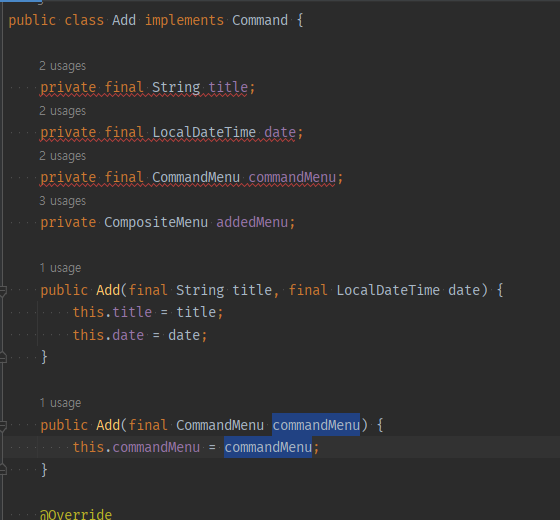 public class Add implements Command {
2 usages
private final String title;
2 usages
private final LocalDateTime date;
2 usages
private final CommandMenu commandMenu;
3 usages
private CompositeMenu addedMenu;
1 usage
public Add(final String title, final LocalDateTime date) {
this.title = title;
this.date = date;
}
1 usage
public Add(final CommandMenu commandMenu) {
this.commandMenu = commandMenu;
}
@Override